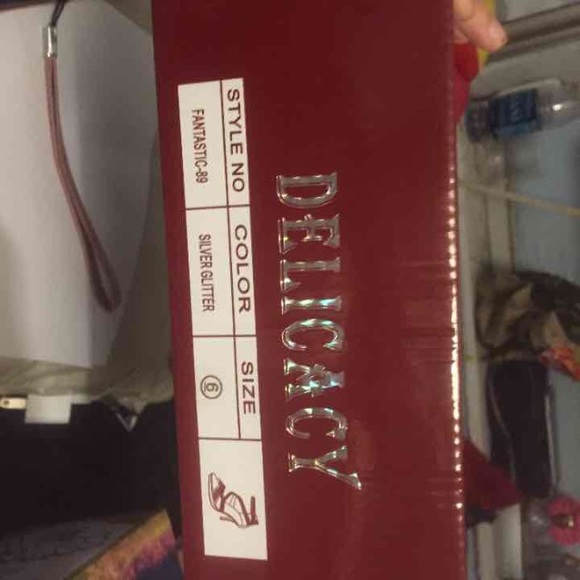 DELICACY
STYLE NO COLOR SIZE
FANTASTIC-89 SILVER GLITTER 6